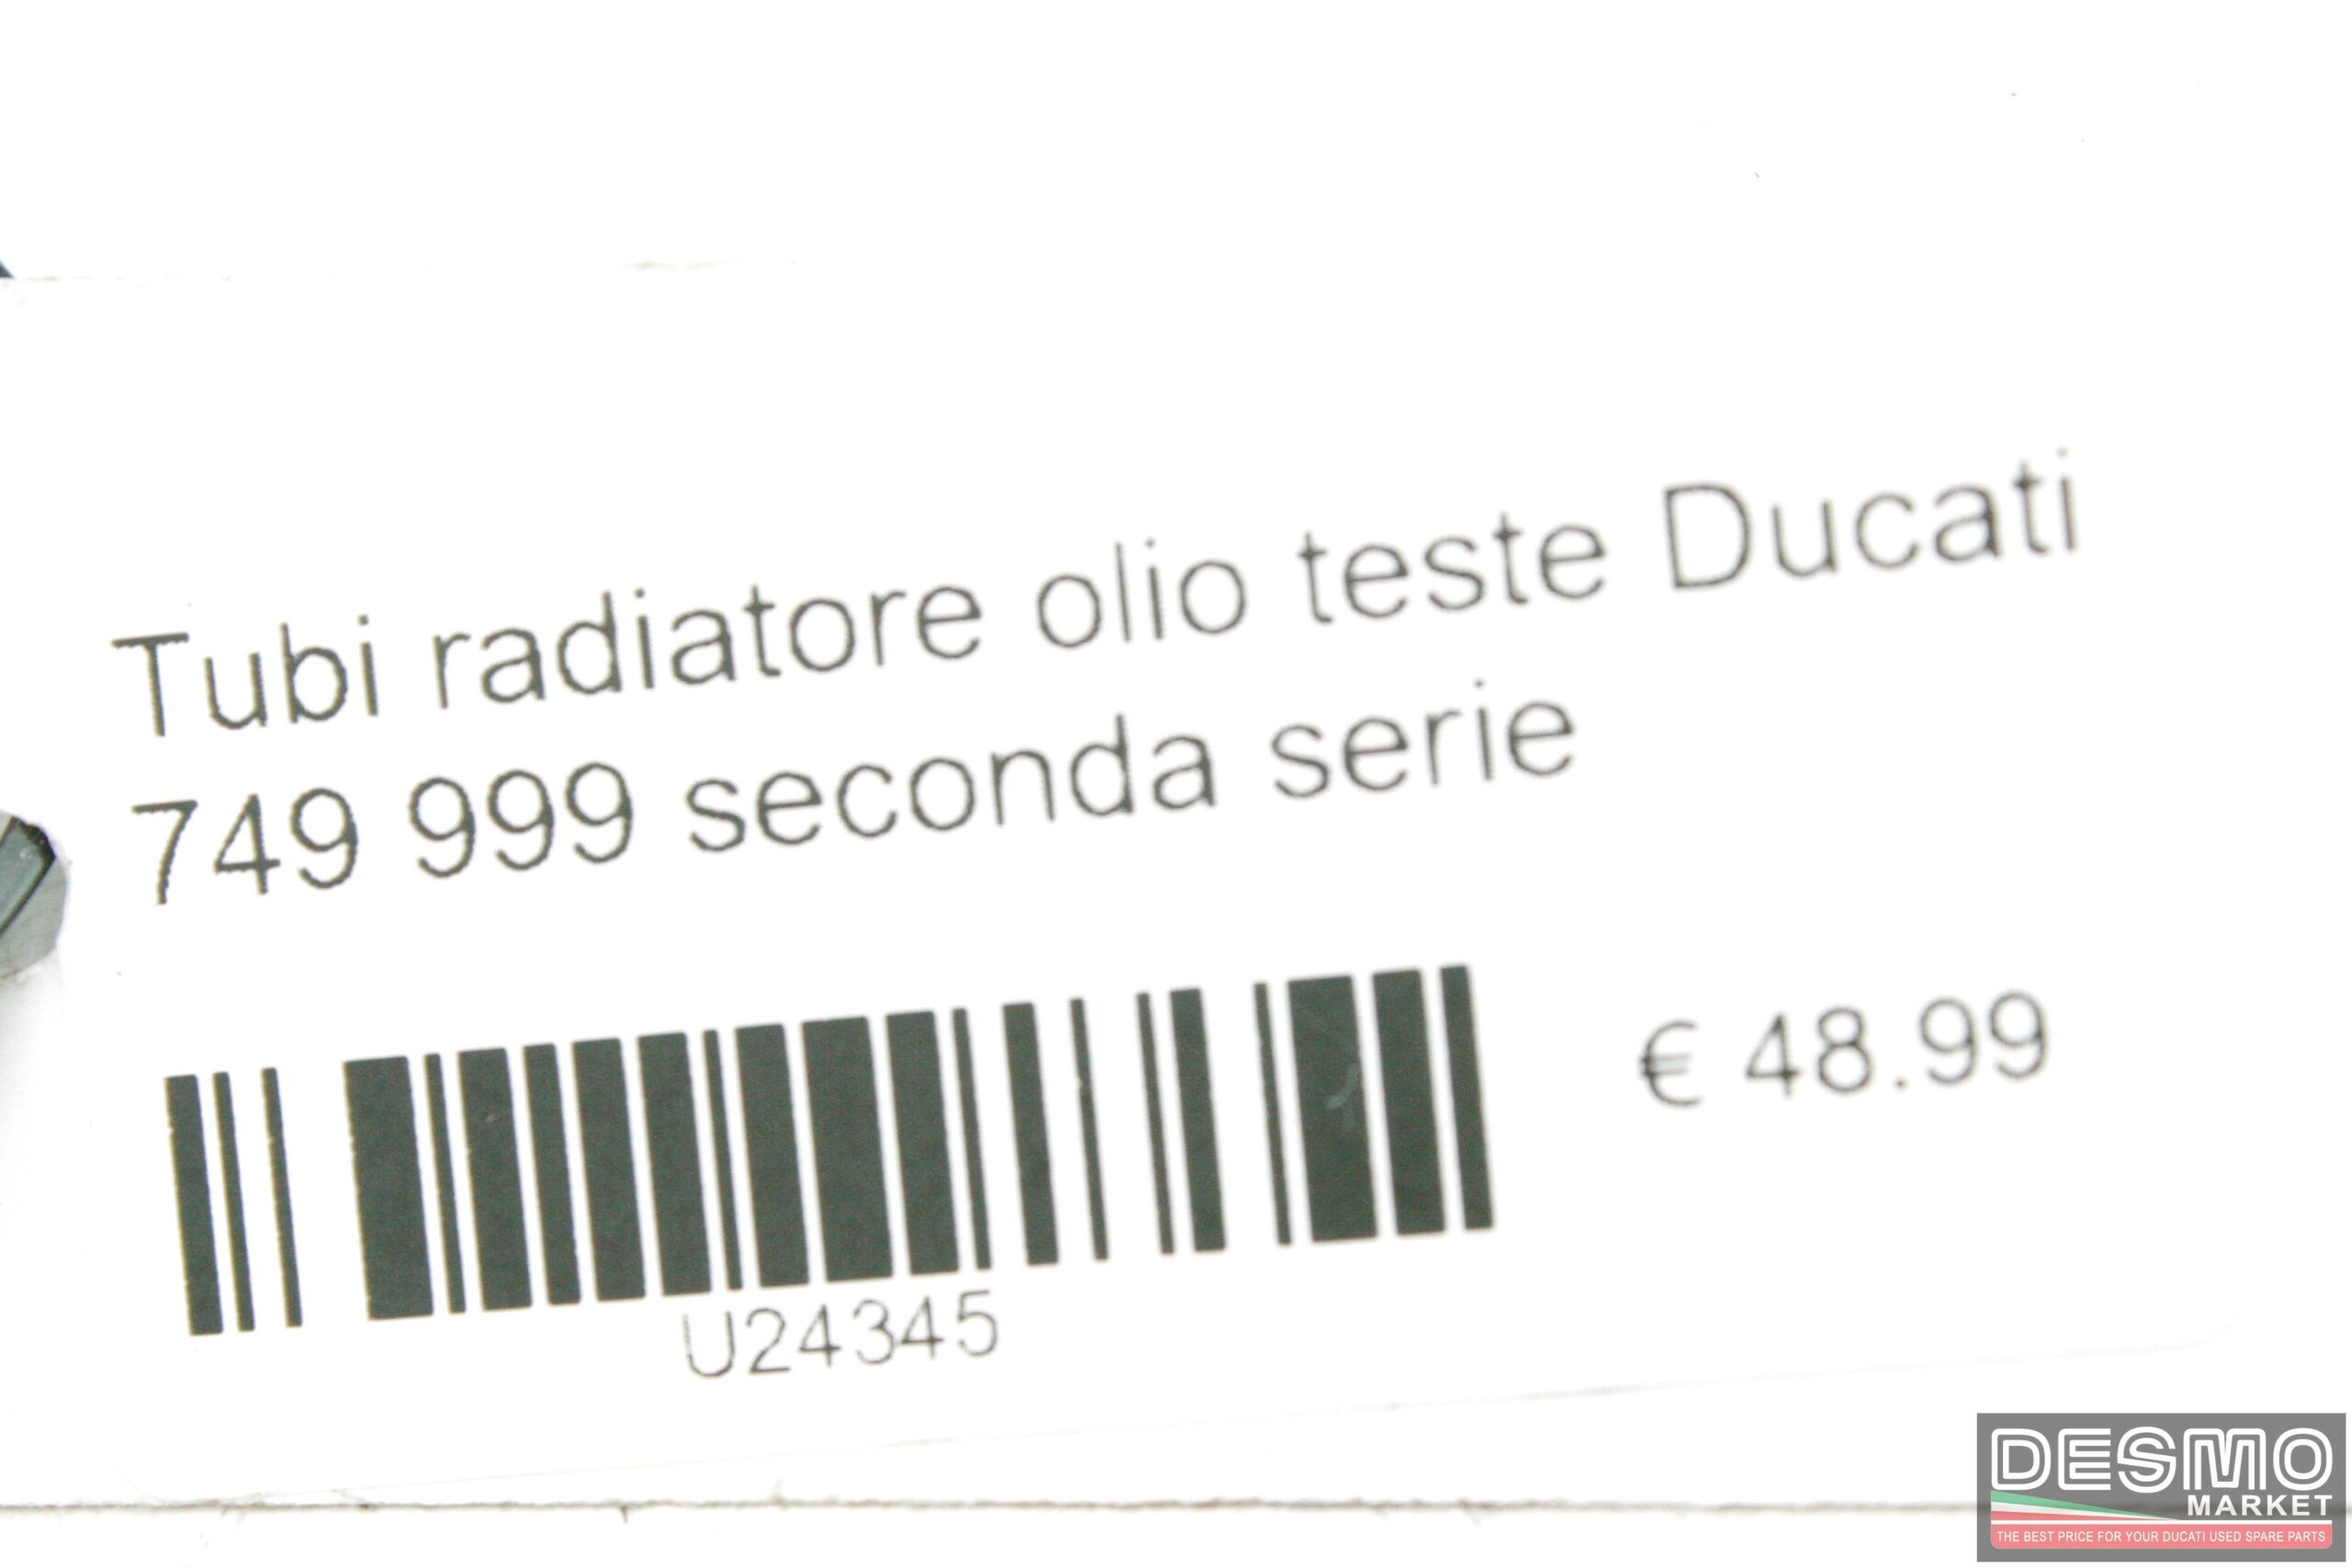 Tubi radiatore olio teste Ducati
749 999 seconda serie
€ 48.99
U24345
DESMO
MARKET
THE BEST PRICE FOR YOUR DUCATI USED SPARE PARTS